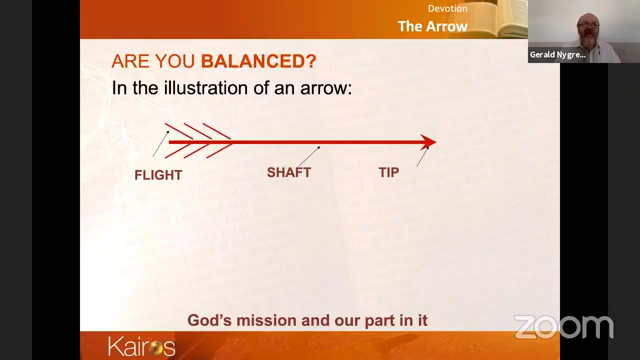 Devotion
The Arrow
Gerald Nygre...
ARE YOU BALANCED?
In the illustration of an arrow:
FLIGHT
SHAFT
TIP
God's mission and our part in it
Kairos
zoom